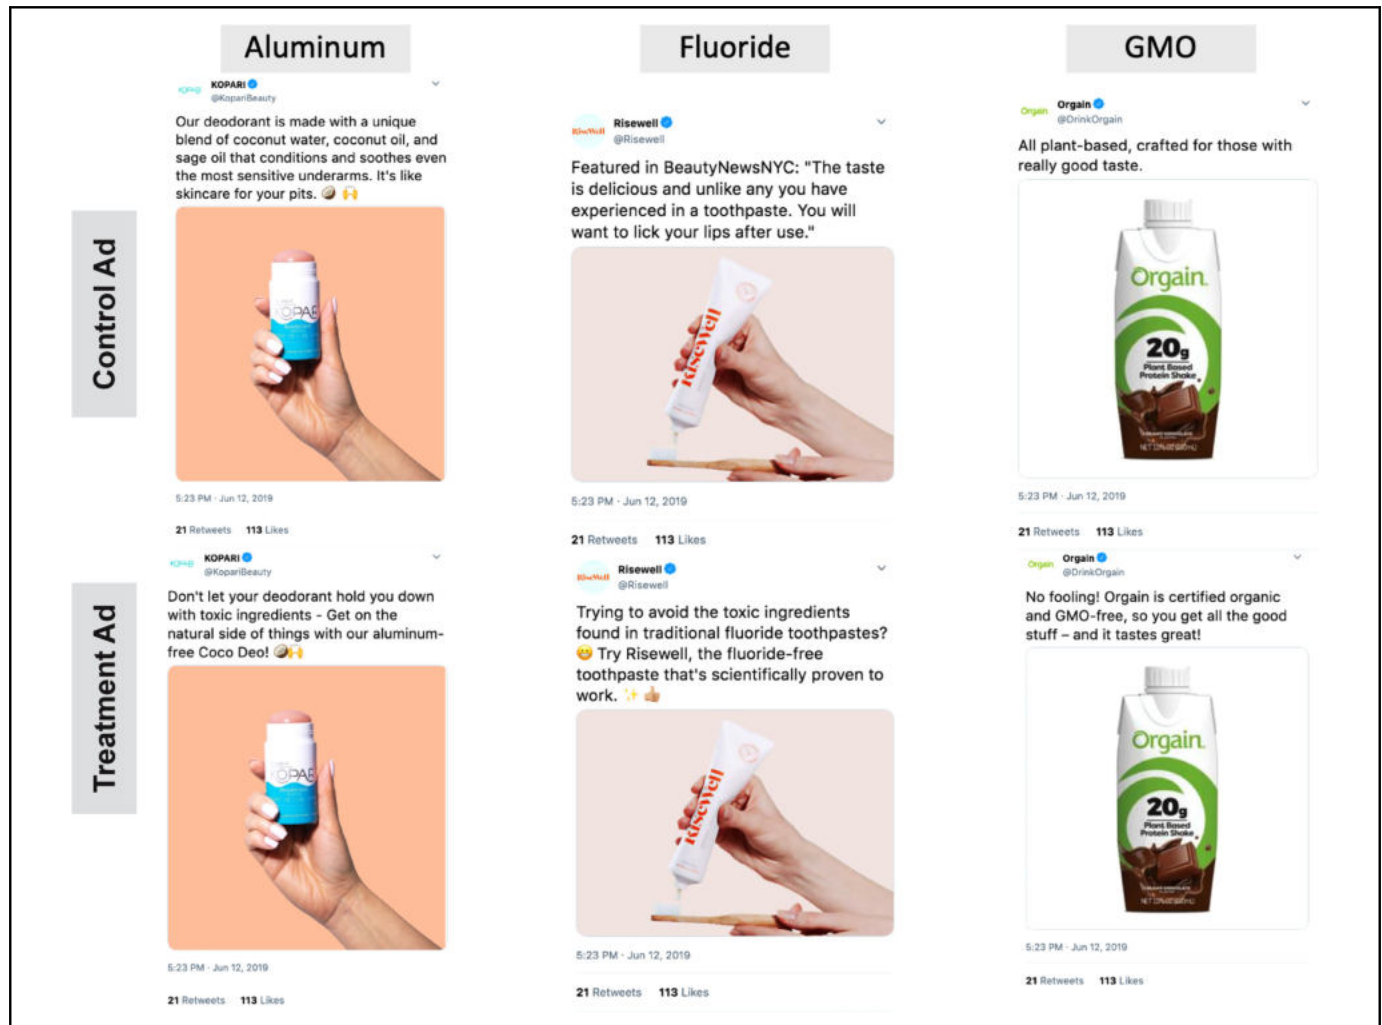 Aluminum
Fluoride
GMO
Control Ad
Treatment Ad
KOPARI
@KopariBeauty
Our deodorant is made with a unique
blend of coconut water, coconut oil, and
sage oil that conditions and soothes even
the most sensitive underarms. It's like
skincare for your pits.
KOPARI
5:23 PM · Jun 12, 2019
21 Retweets 113 Likes
RiseWell
Risewell
@Risewell
Featured in BeautyNewsNYC: "The taste
is delicious and unlike any you have
experienced in a toothpaste. You will
want to lick your lips after use."
Risewell
5:23 PM · Jun 12, 2019
21 Retweets 113 Likes
Orgain
Orgain
@DrinkOrgain
All plant-based, crafted for those with
really good taste.
Orgain
20g
Plant Based
Protein Shake
5:23 PM · Jun 12, 2019
21 Retweets 113 Likes
KOPARI
@KopariBeauty
Don't let your deodorant hold you down
with toxic ingredients - Get on the
natural side of things with our aluminum-
free Coco Deo!
5:23 PM · Jun 12, 2019
21 Retweets 113 Likes
RiseWell
Risewell
@Risewell
Trying to avoid the toxic ingredients
found in traditional fluoride toothpastes?
Try Risewell, the fluoride-free
toothpaste that's scientifically proven to
work.
Risewell
5:23 PM · Jun 12, 2019
21 Retweets 113 Likes
Orgain
Orgain
@DrinkOrgain
No fooling! Orgain is certified organic
and GMO-free, so you get all the good
stuff – and it tastes great!
Orgain
20g
Plant Based
Protein Shake
5:23 PM · Jun 12, 2019
21 Retweets 113 Likes